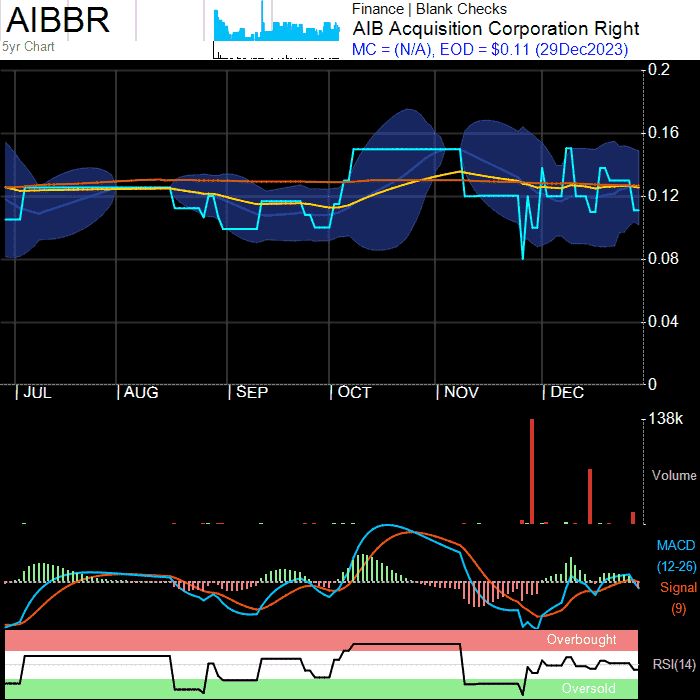 AIBBR
5yr Chart
Finance | Blank Checks
AIB Acquisition Corporation Right
MC = (N/A), EOD = $0.11 (29Dec2023)
0.2
0.16
0.12
0.08
0.04
0
JUL AUG SEP OCT NOV DEC
138k
Volume
MACD
(12-26)
Signal
(9)
Overbought
RSI(14)
Oversold